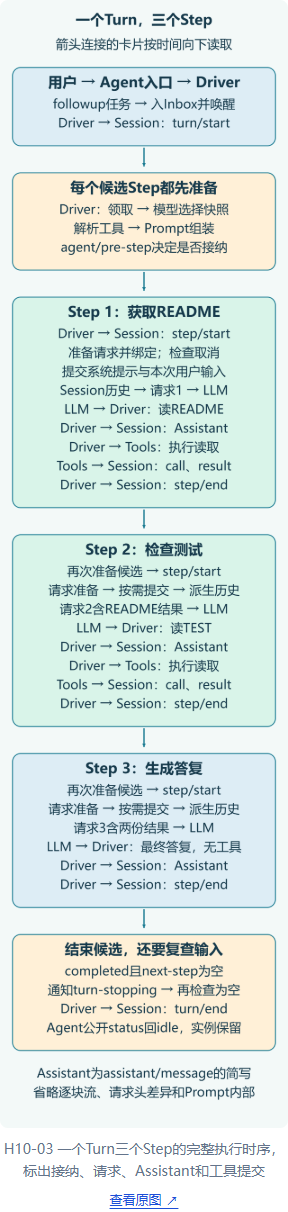 一个Turn，三个Step
箭头连接的卡片按时间向下读取
用户 → Agent入口 → Driver
followup任务 → 入Inbox并唤醒
Driver → Session：turn/start
每个候选Step都先准备
Driver：领取 → 模型选择快照
解析工具 → Prompt组装
agent/pre-step决定是否接纳
Step 1：获取README
Driver → Session：step/start
准备请求并绑定；检查取消
提交系统提示与本次用户输入
Session历史 → 请求1 → LLM
LLM → Driver：读README
Driver → Session：Assistant
Driver → Tools：执行读取
Tools → Session：call、result
Driver → Session：step/end
Step 2：检查测试
再次准备候选 → step/start
请求准备 → 按需提交 → 派生历史
请求2含README结果 → LLM
LLM → Driver：读TEST
Driver → Session：Assistant
Driver → Tools：执行读取
Tools → Session：call、result
Driver → Session：step/end
Step 3：生成答复
再次准备候选 → step/start
请求准备 → 按需提交 → 派生历史
请求3含两份结果 → LLM
LLM → Driver：最终答复，无工具
Driver → Session：Assistant
Driver → Session：step/end
结束候选，还要复查输入
completed且next-step为空
通知turn-stopping → 再检查为空
Driver → Session：turn/end
Agent公开status回idle，实例保留
Assistant为assistant/message的简写
省略逐块流、请求头差异和Prompt内部
H10-03 一个Turn三个Step的完整执行时序，
标出接纳、请求、Assistant和工具提交
查看原图 ↗